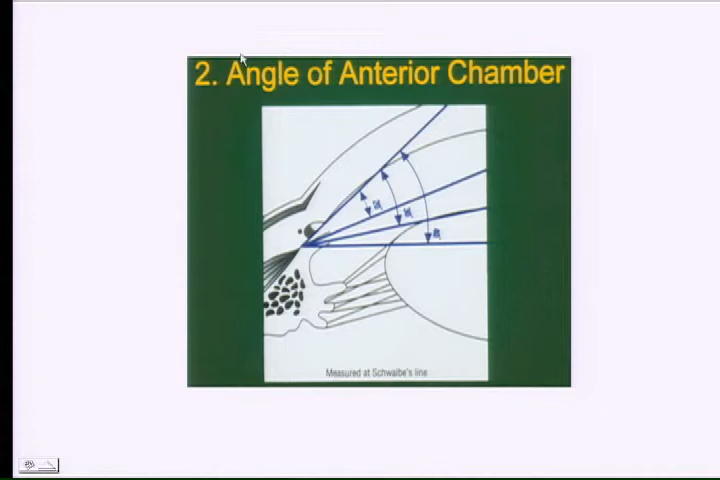 2. Angle of Anterior Chamber
Measured at Schwalbe's line